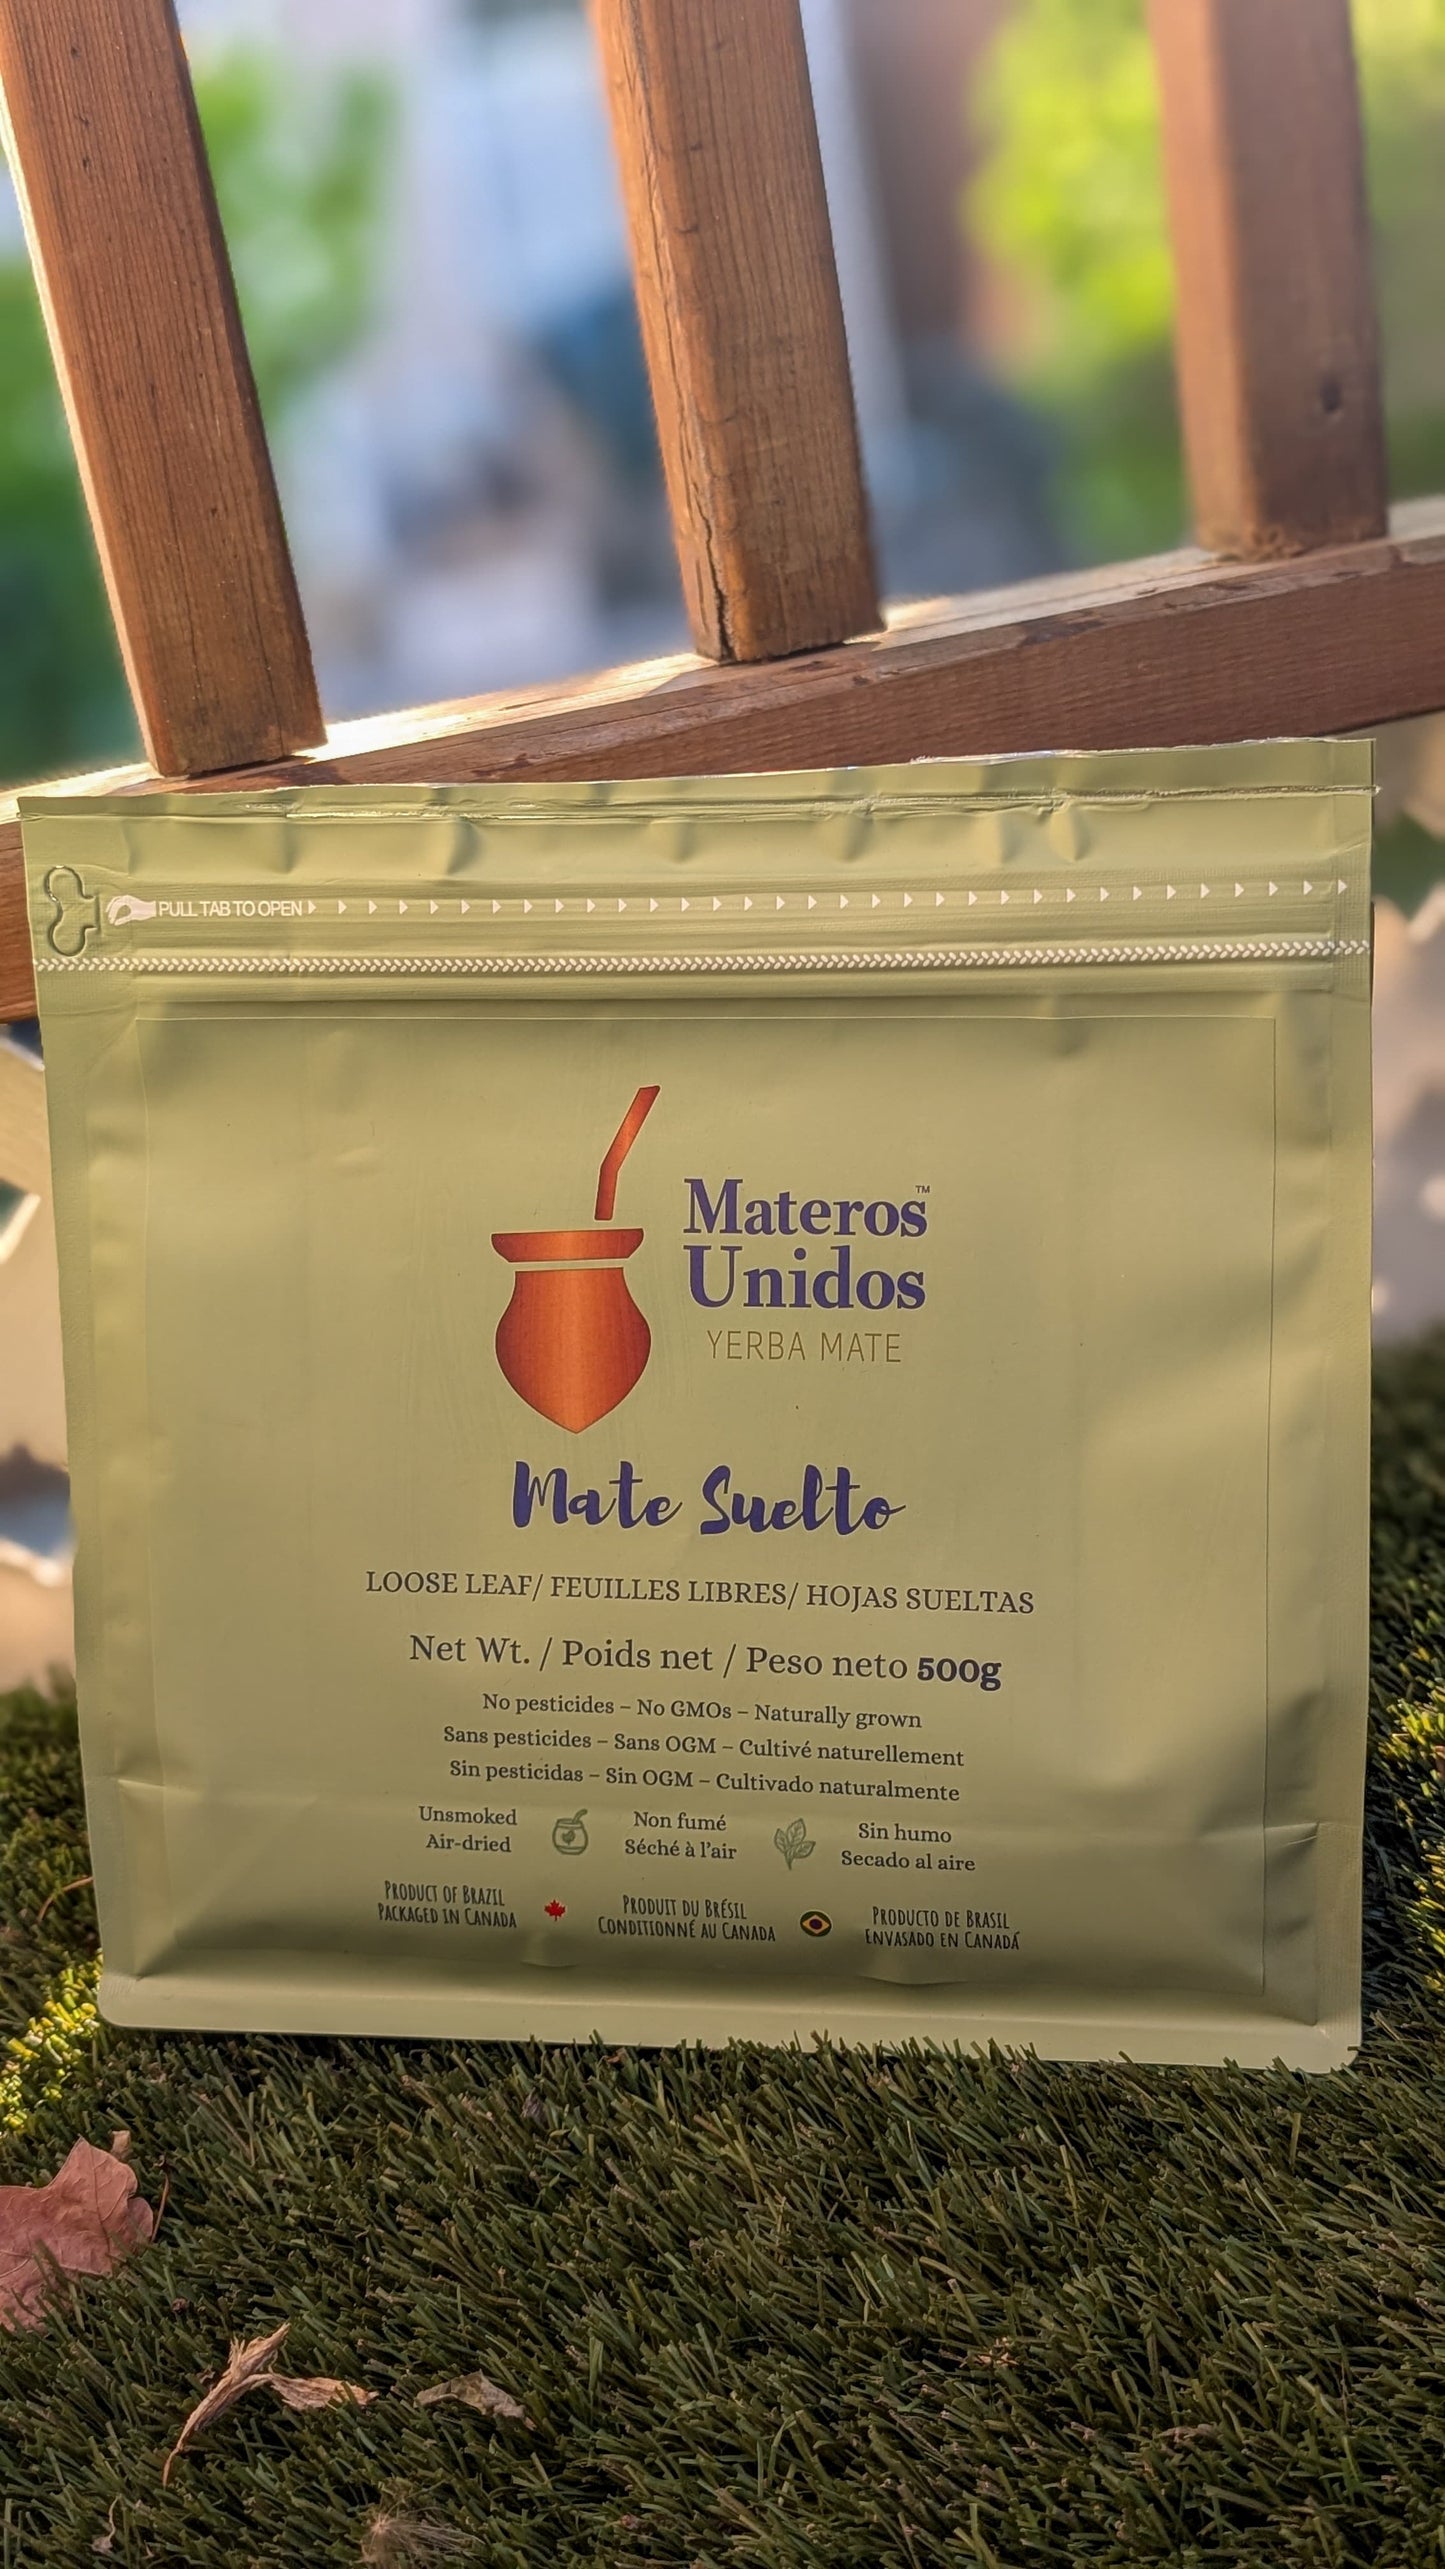 PULL TAB TO OPEN
Materos™
Unidos
YERBA MATE
Mate Suelto
LOOSE LEAF/ FEUILLES LIBRES/ HOJAS SUELTAS
Net Wt. / Poids net / Peso neto 500g
No pesticides – No GMOs – Naturally grown
Sans pesticides – Sans OGM – Cultivé naturellement
Sin pesticidas – Sin OGM – Cultivado naturalmente
Unsmoked
Air-dried
Non fumé
Séché à l'air
Sin humo
Secado al aire
PRODUCT OF BRAZIL
PACKAGED IN CANADA
PRODUIT DU BRÉSIL
CONDITIONNÉ AU CANADA
PRODUCTO DE BRASIL
ENVASADO EN CANADÁ